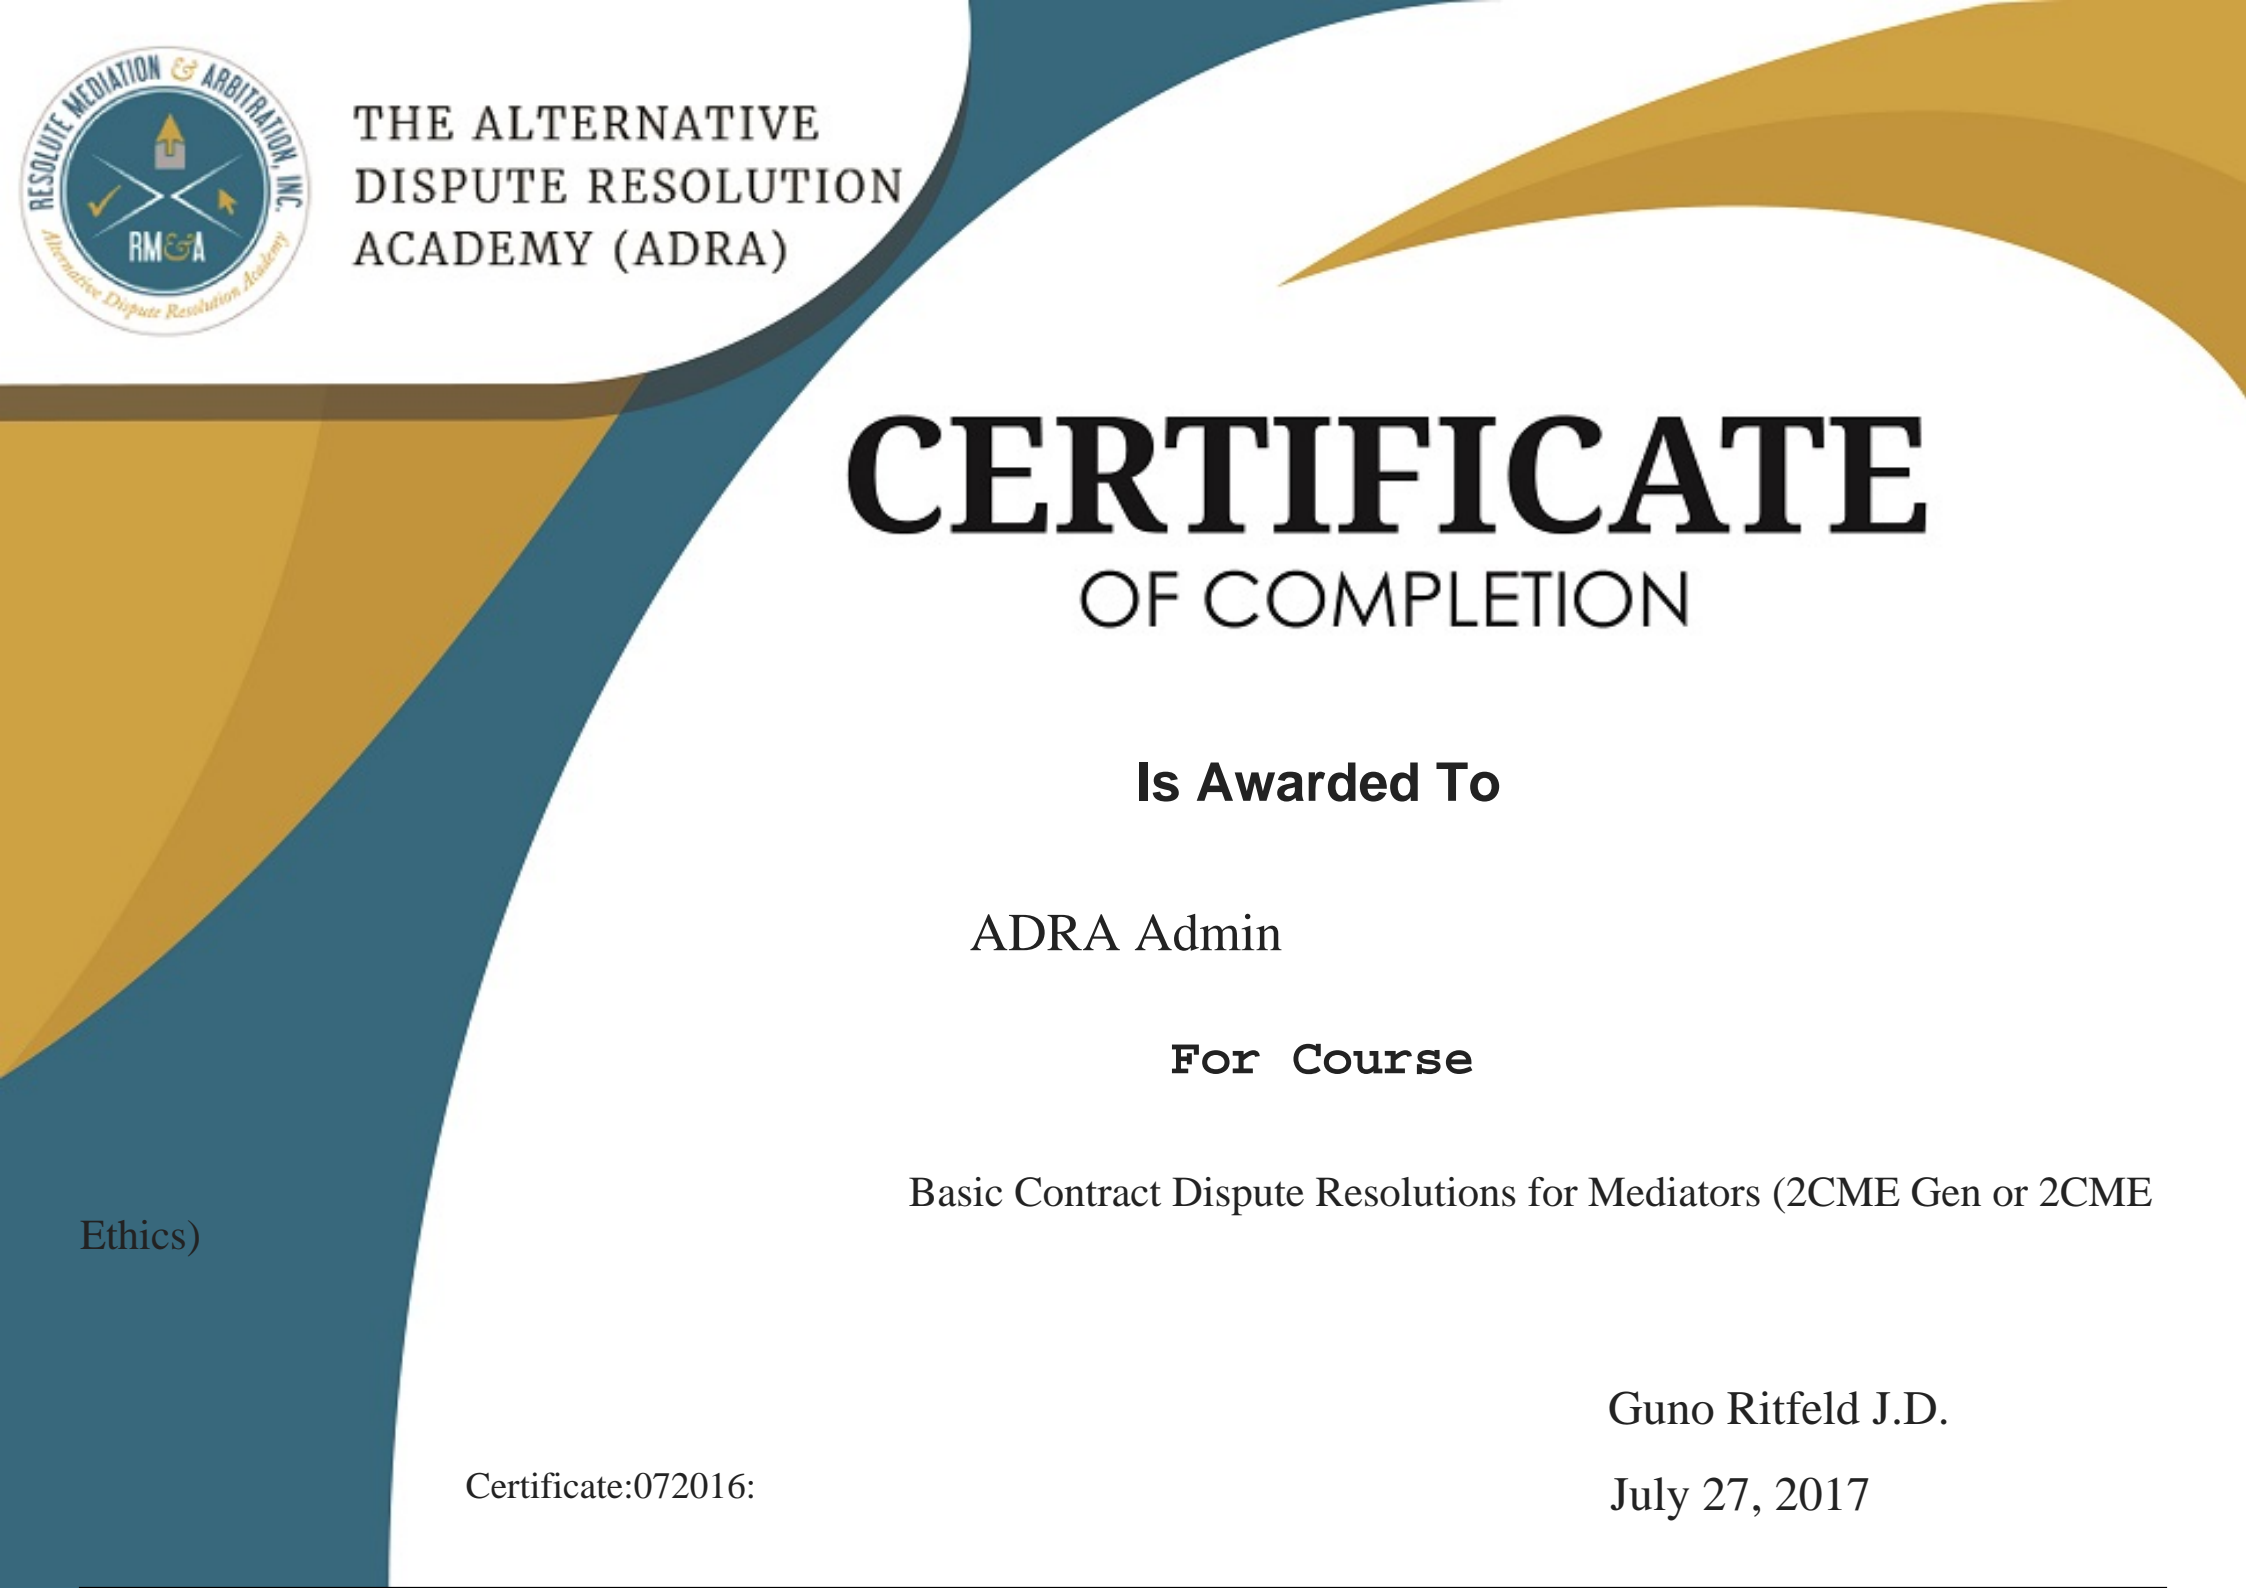 RESOLUTE MEDIATION & ARBITRATION, INC.
RM&A
Alternative Dispute Resolution Academy
THE ALTERNATIVE
DISPUTE RESOLUTION
ACADEMY (ADRA)
CERTIFICATE
OF COMPLETION
Is Awarded To
ADRA Admin
For Course
Basic Contract Dispute Resolutions for Mediators (2CME Gen or 2CME
Ethics)
Guno Ritfeld J.D.
Certificate:072016:
July 27, 2017